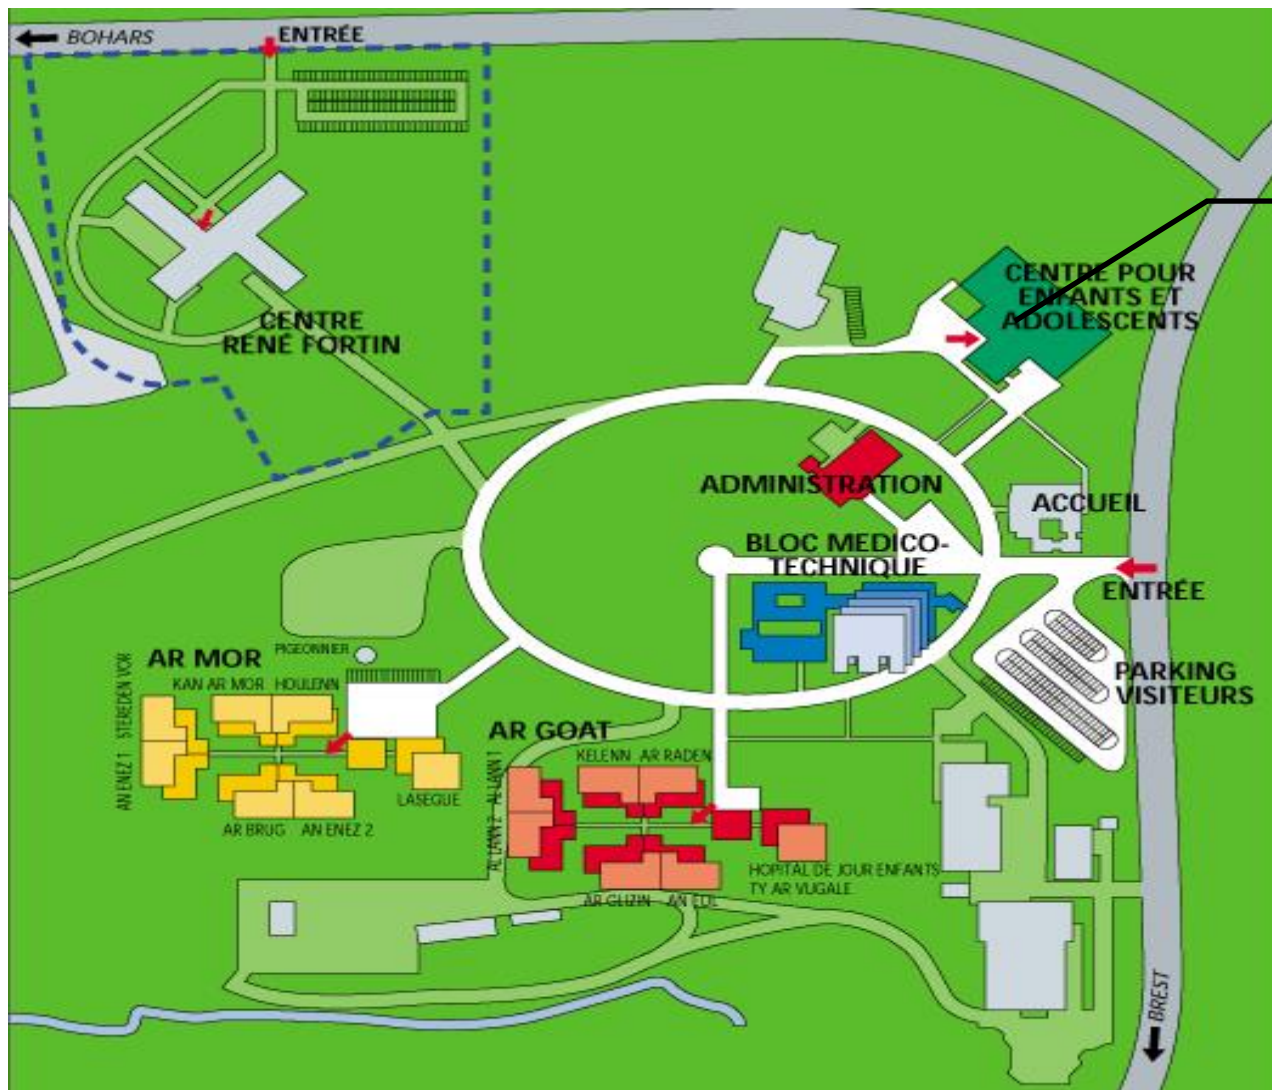 BOHARS
ENTRÉE
CENTRE
RENÉ FORTIN
CENTRE POUR
ENFANTS ET
ADOLESCENTS
ADMINISTRATION
ACCUEIL
BLOC MEDICO-
TECHNIQUE
ENTRÉE
PARKING
VISITEURS
PIGEONNIER
AR MOR
KAN AR MOR HOULENN
STEREDEN VOR
AN ENEZ 1
LASEGUE
AR BRUG AN ENEZ 2
AR GOAT
KELENN AR RADEN
AL LANN 1
AL LANN 2
HOPITAL DE JOUR ENFANTS
TY AR VUGALE
AR GLIZIN AN EOL
BREST